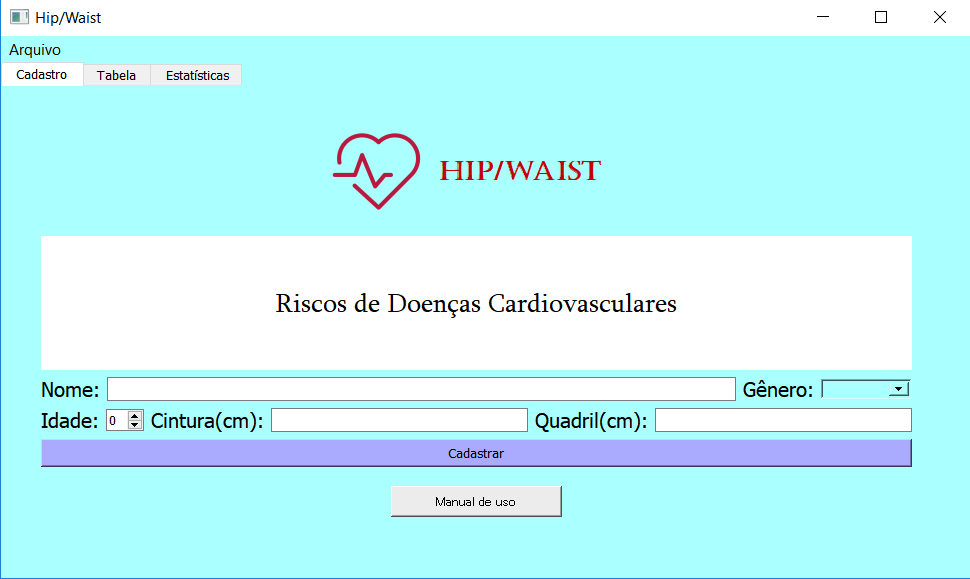 Hip/Waist
Arquivo
Cadastro Tabela Estatísticas
HIP/WAIST
Riscos de Doenças Cardiovasculares
Nome: Gênero:
Idade: 0 Cintura(cm): Quadril(cm):
Cadastrar
Manual de uso